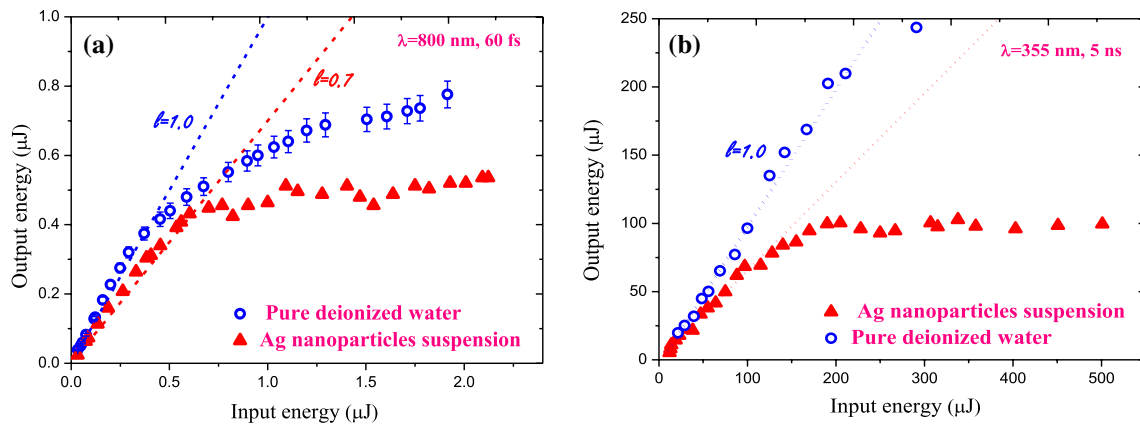 (a)
λ=800 nm, 60 fs
ℓ=1.0
ℓ=0.7
Output energy (μJ)
1.0
0.8
0.6
0.4
0.2
0.0
Pure deionized water
Ag nanoparticles suspension
0.0 0.5 1.0 1.5 2.0
Input energy (μJ)
(b)
λ=355 nm, 5 ns
ℓ=1.0
Output energy (μJ)
250
200
150
100
50
0
Ag nanoparticles suspension
Pure deionized water
0 100 200 300 400 500
Input energy (μJ)